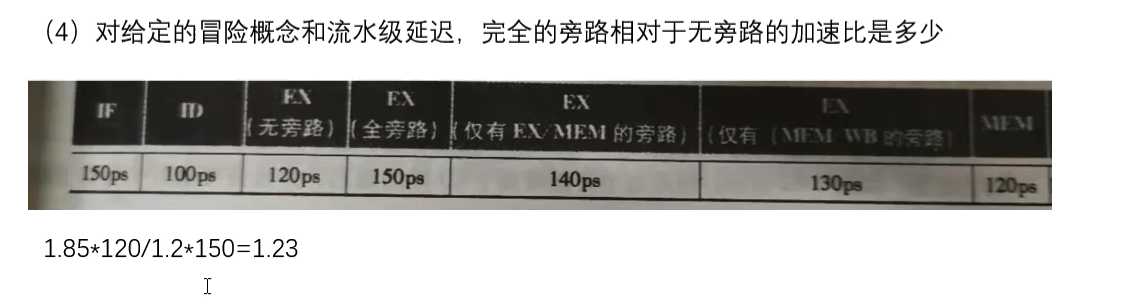 （4）对给定的冒险概念和流水级延迟，完全的旁路相对于无旁路的加速比是多少
IF ID EX EX EX EX MEM
（无旁路） （全旁路） （仅有 EX/MEM 的旁路） （仅有（MEM WB 的旁路）
150ps 100ps 120ps 150ps 140ps 130ps 120ps
1.85*120/1.2*150=1.23